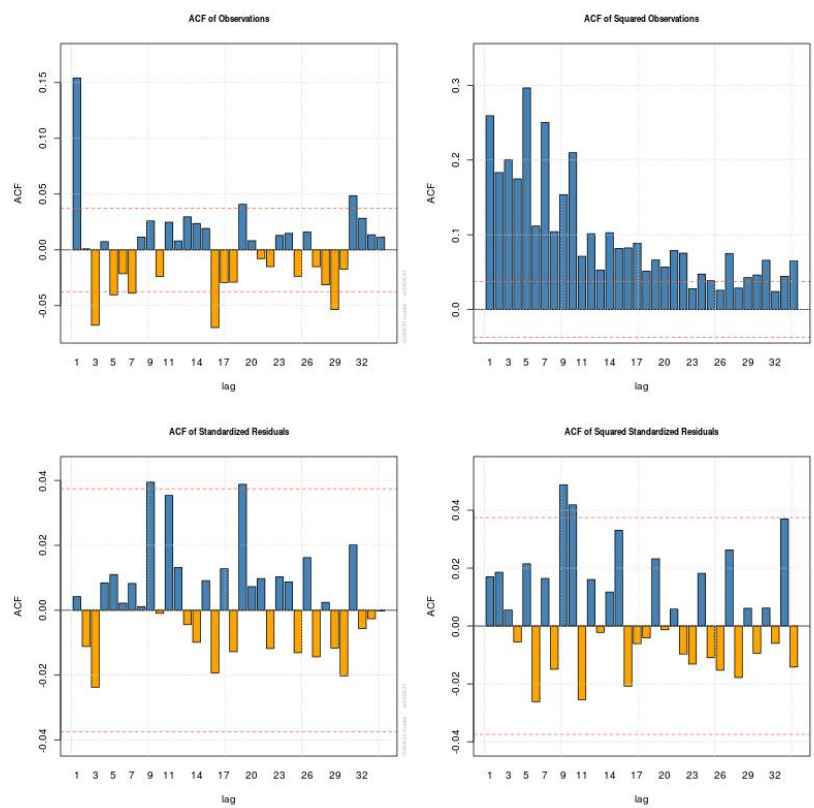 ACF of Observations
ACF
0.15
0.10
0.05
0.00
-0.05
1 3 5 7 9 11 14 17 20 23 26 29 32
lag
ACF of Squared Observations
ACF
0.3
0.2
0.1
0.0
1 3 5 7 9 11 14 17 20 23 26 29 32
lag
ACF of Standardized Residuals
ACF
0.04
0.02
0.00
-0.02
-0.04
1 3 5 7 9 11 14 17 20 23 26 29 32
lag
ACF of Squared Standardized Residuals
ACF
0.04
0.02
0.00
-0.02
-0.04
1 3 5 7 9 11 14 17 20 23 26 29 32
lag